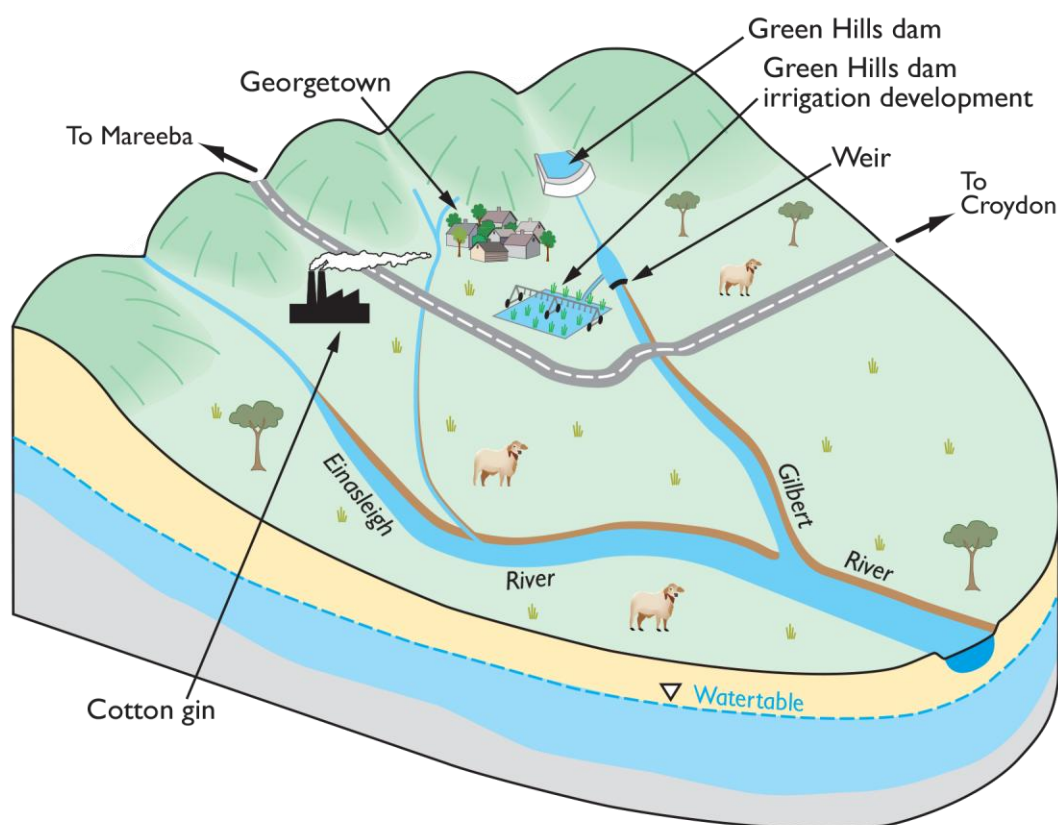 Green Hills dam
Green Hills dam
irrigation development
Georgetown
To Mareeba
Weir
To
Croydon
Einasleigh
River
Gilbert
River
Watertable
Cotton gin